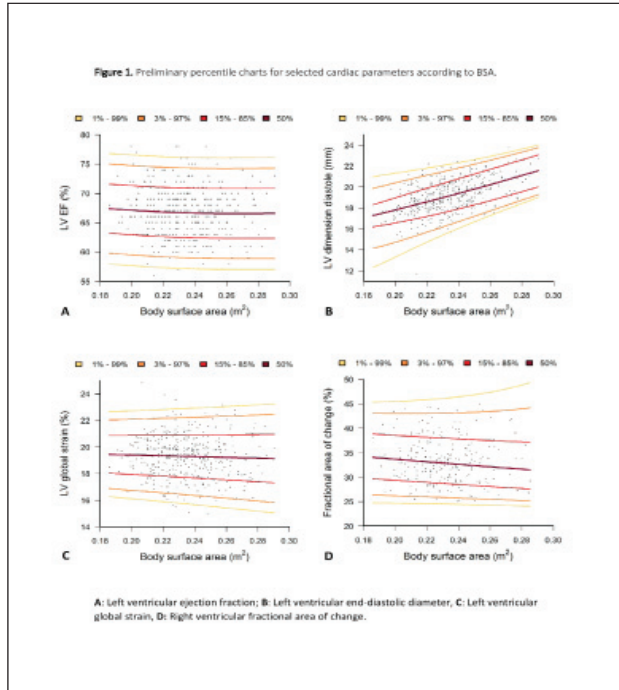 Figure 1. Preliminary percentile charts for selected cardiac parameters according to BSA.
1% - 99% 3% - 97% 15% - 85% 50%
80
75
70
65
60
55
LV EF (%)
0.18 0.20 0.22 0.24 0.26 0.28 0.30
A Body surface area (m²)
1% - 99% 3% - 97% 15% - 85% 50%
24
22
20
18
16
14
12
LV dimension diastole (mm)
0.18 0.20 0.22 0.24 0.26 0.28 0.30
B Body surface area (m²)
1% - 99% 3% - 97% 15% - 85% 50%
24
22
20
18
16
14
LV global strain (%)
0.18 0.20 0.22 0.24 0.26 0.28 0.30
C Body surface area (m²)
1% - 99% 3% - 97% 15% - 85% 50%
50
45
40
35
30
25
20
Fractional area of change (%)
0.18 0.20 0.22 0.24 0.26 0.28 0.30
D Body surface area (m²)
A: Left ventricular ejection fraction; B: Left ventricular end-diastolic diameter, C: Left ventricular
global strain, D: Right ventricular fractional area of change.